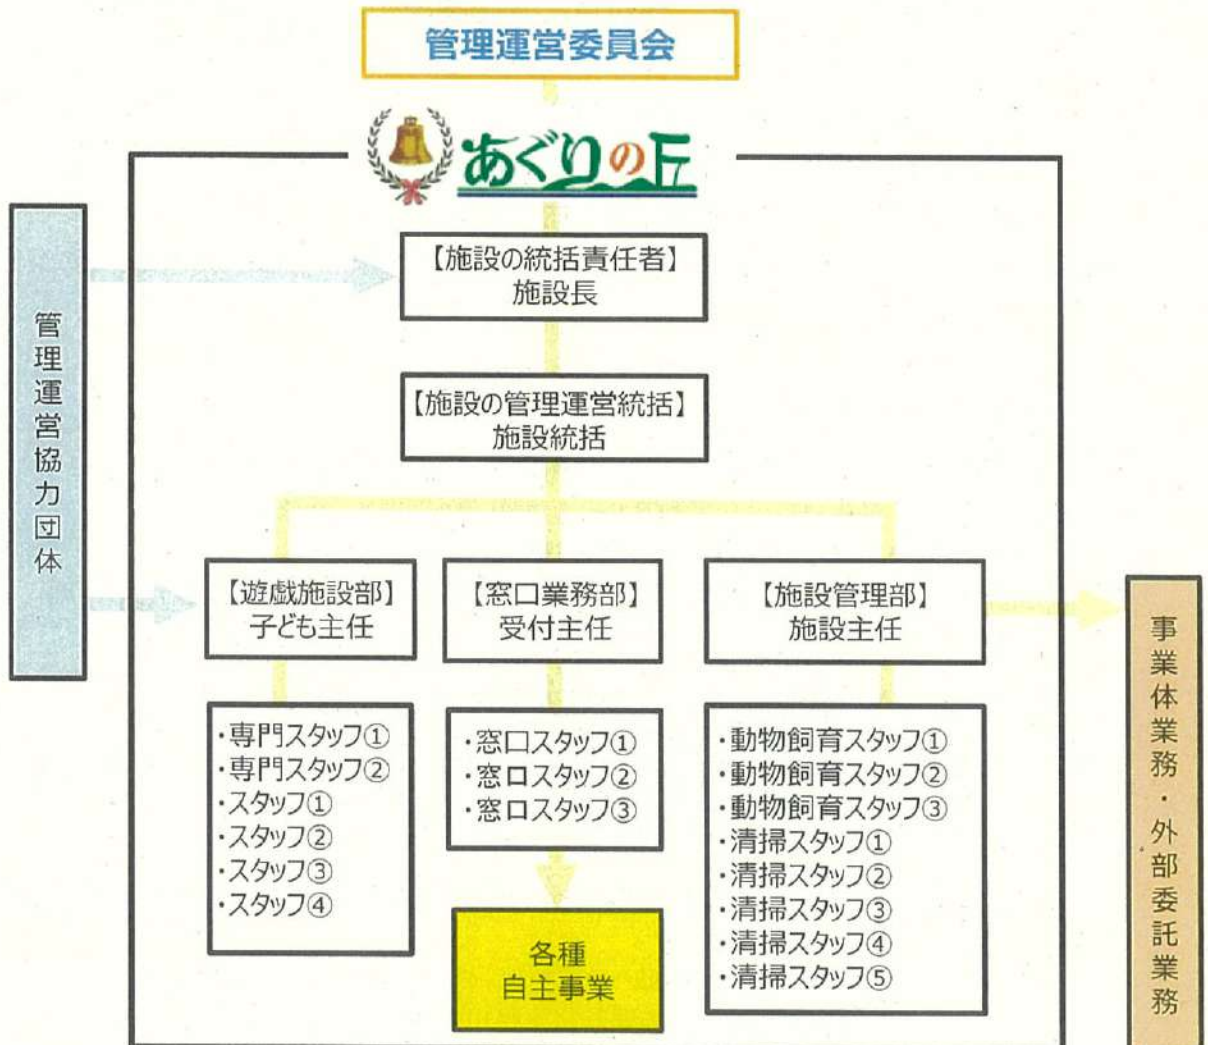 管理運営委員会
あぐりの丘
【施設の統括責任者】
施設長
【施設の管理運営統括】
施設統括
管理運営協力団体
【遊戯施設部】
子ども主任
【窓口業務部】
受付主任
【施設管理部】
施設主任
・専門スタッフ①
・専門スタッフ②
・スタッフ①
・スタッフ②
・スタッフ③
・スタッフ④
・窓口スタッフ①
・窓口スタッフ②
・窓口スタッフ③
・動物飼育スタッフ①
・動物飼育スタッフ②
・動物飼育スタッフ③
・清掃スタッフ①
・清掃スタッフ②
・清掃スタッフ③
・清掃スタッフ④
・清掃スタッフ⑤
各種
自主事業
事業体業務・外部委託業務